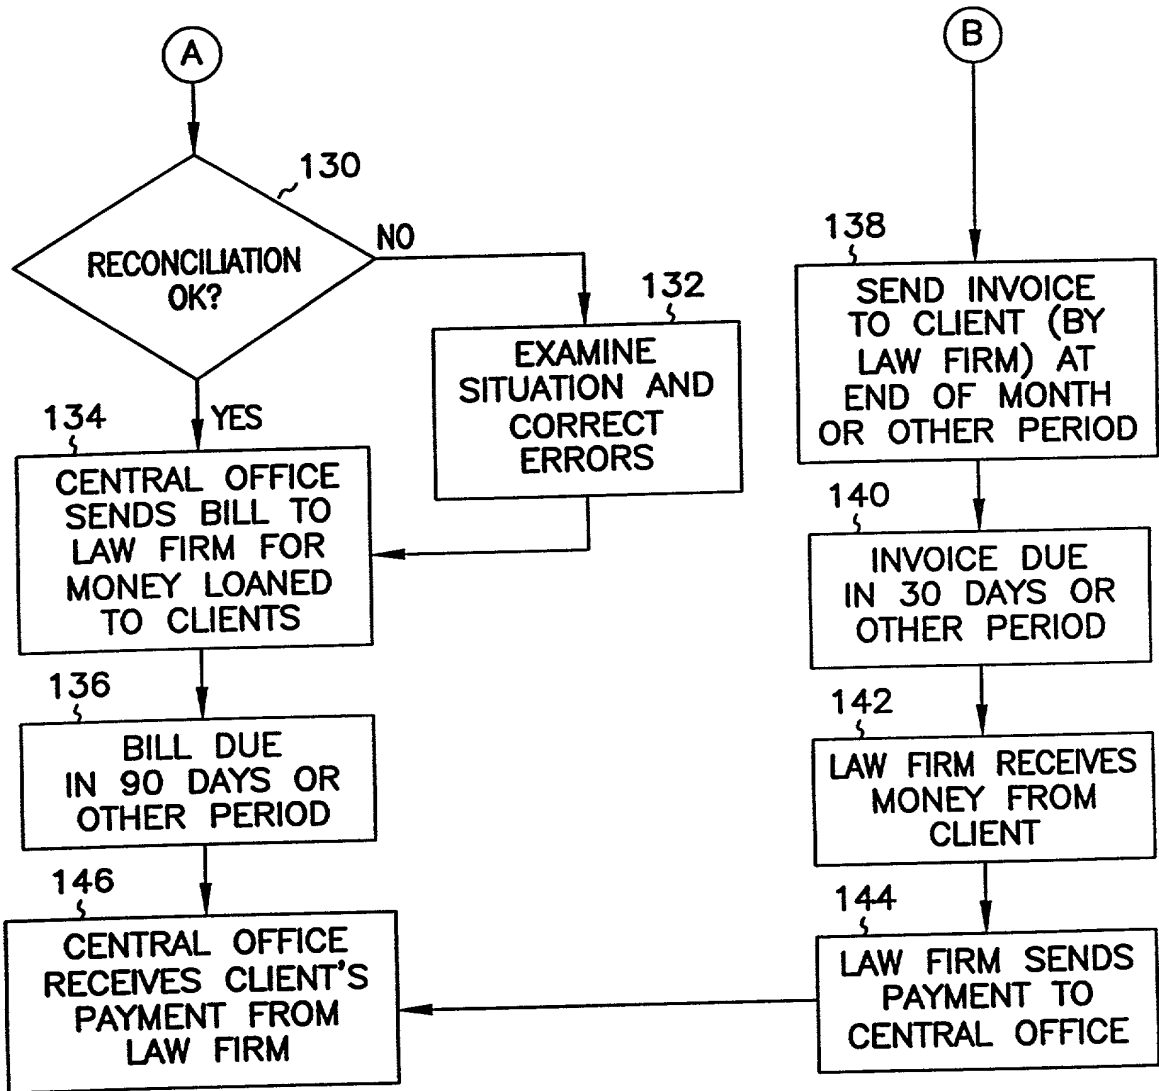 A
130
RECONCILIATION
OK?
NO
YES
132
EXAMINE
SITUATION AND
CORRECT
ERRORS
134
CENTRAL OFFICE
SENDS BILL TO
LAW FIRM FOR
MONEY LOANED
TO CLIENTS
136
BILL DUE
IN 90 DAYS OR
OTHER PERIOD
146
CENTRAL OFFICE
RECEIVES CLIENT'S
PAYMENT FROM
LAW FIRM
B
138
SEND INVOICE
TO CLIENT (BY
LAW FIRM) AT
END OF MONTH
OR OTHER PERIOD
140
INVOICE DUE
IN 30 DAYS OR
OTHER PERIOD
142
LAW FIRM RECEIVES
MONEY FROM
CLIENT
144
LAW FIRM SENDS
PAYMENT TO
CENTRAL OFFICE